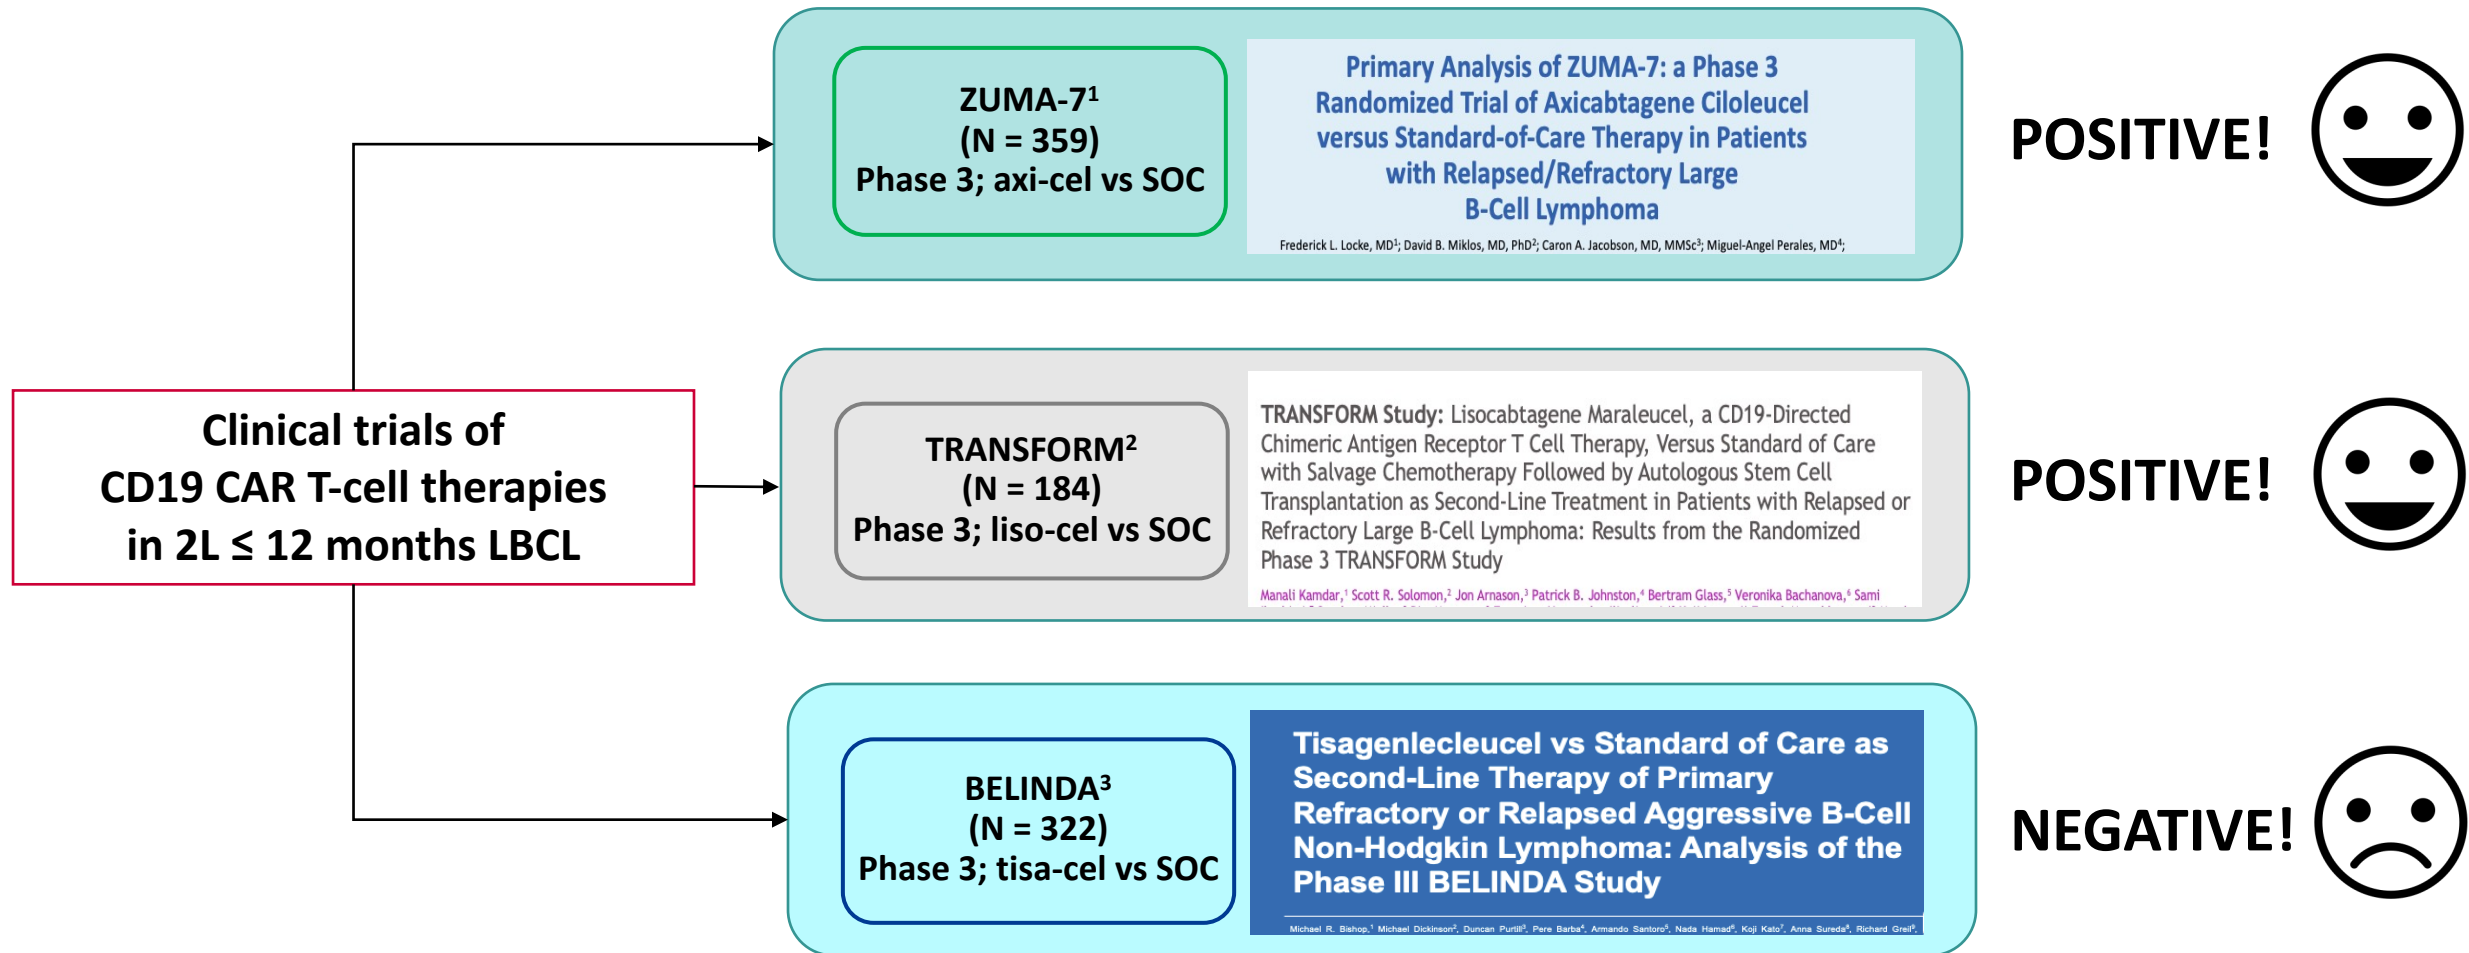 ZUMA-7¹
(N = 359)
Phase 3; axi-cel vs SOC
Primary Analysis of ZUMA-7: a Phase 3
Randomized Trial of Axicabtagene Ciloleucel
versus Standard-of-Care Therapy in Patients
with Relapsed/Refractory Large
B-Cell Lymphoma
Frederick L. Locke, MD¹; David B. Miklos, MD, PhD²; Caron A. Jacobson, MD, MMSc³; Miguel-Angel Perales, MD⁴;
POSITIVE!
Clinical trials of
CD19 CAR T-cell therapies
in 2L ≤ 12 months LBCL
TRANSFORM²
(N = 184)
Phase 3; liso-cel vs SOC
TRANSFORM Study: Lisocabtagene Maraleucel, a CD19-Directed
Chimeric Antigen Receptor T Cell Therapy, Versus Standard of Care
with Salvage Chemotherapy Followed by Autologous Stem Cell
Transplantation as Second-Line Treatment in Patients with Relapsed or
Refractory Large B-Cell Lymphoma: Results from the Randomized
Phase 3 TRANSFORM Study
Manali Kamdar,¹ Scott R. Solomon,² Jon Arnason,³ Patrick B. Johnston,⁴ Bertram Glass,⁵ Veronika Bachanova,⁶ Sami
POSITIVE!
BELINDA³
(N = 322)
Phase 3; tisa-cel vs SOC
Tisagenlecleucel vs Standard of Care as
Second-Line Therapy of Primary
Refractory or Relapsed Aggressive B-Cell
Non-Hodgkin Lymphoma: Analysis of the
Phase III BELINDA Study
Michael R. Bishop,¹ Michael Dickinson², Duncan Purtill³, Pere Barba⁴, Armando Santoro⁵, Nada Hamad⁶, Koji Kato⁷, Anna Sureda⁸, Richard Greil⁹,
NEGATIVE!